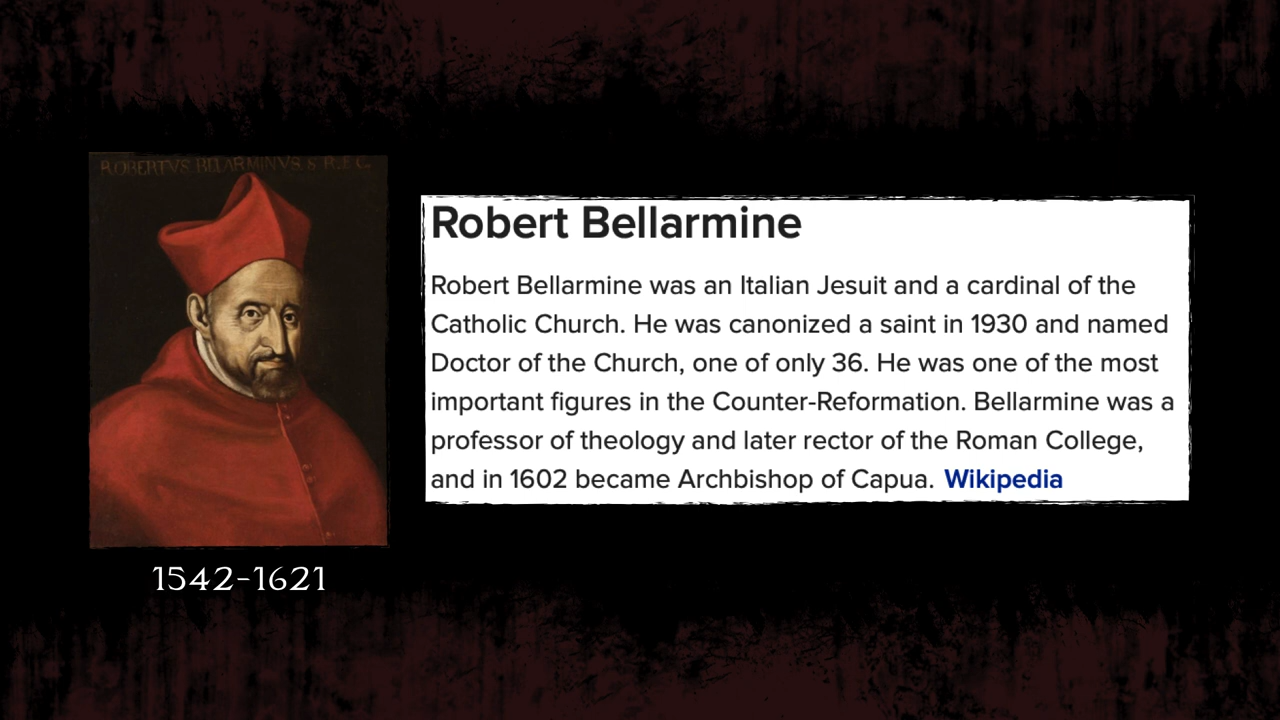 ROBERTVS BELARMINVS S R E C
Robert Bellarmine
Robert Bellarmine was an Italian Jesuit and a cardinal of the
Catholic Church. He was canonized a saint in 1930 and named
Doctor of the Church, one of only 36. He was one of the most
important figures in the Counter-Reformation. Bellarmine was a
professor of theology and later rector of the Roman College,
and in 1602 became Archbishop of Capua. Wikipedia
1542-1621